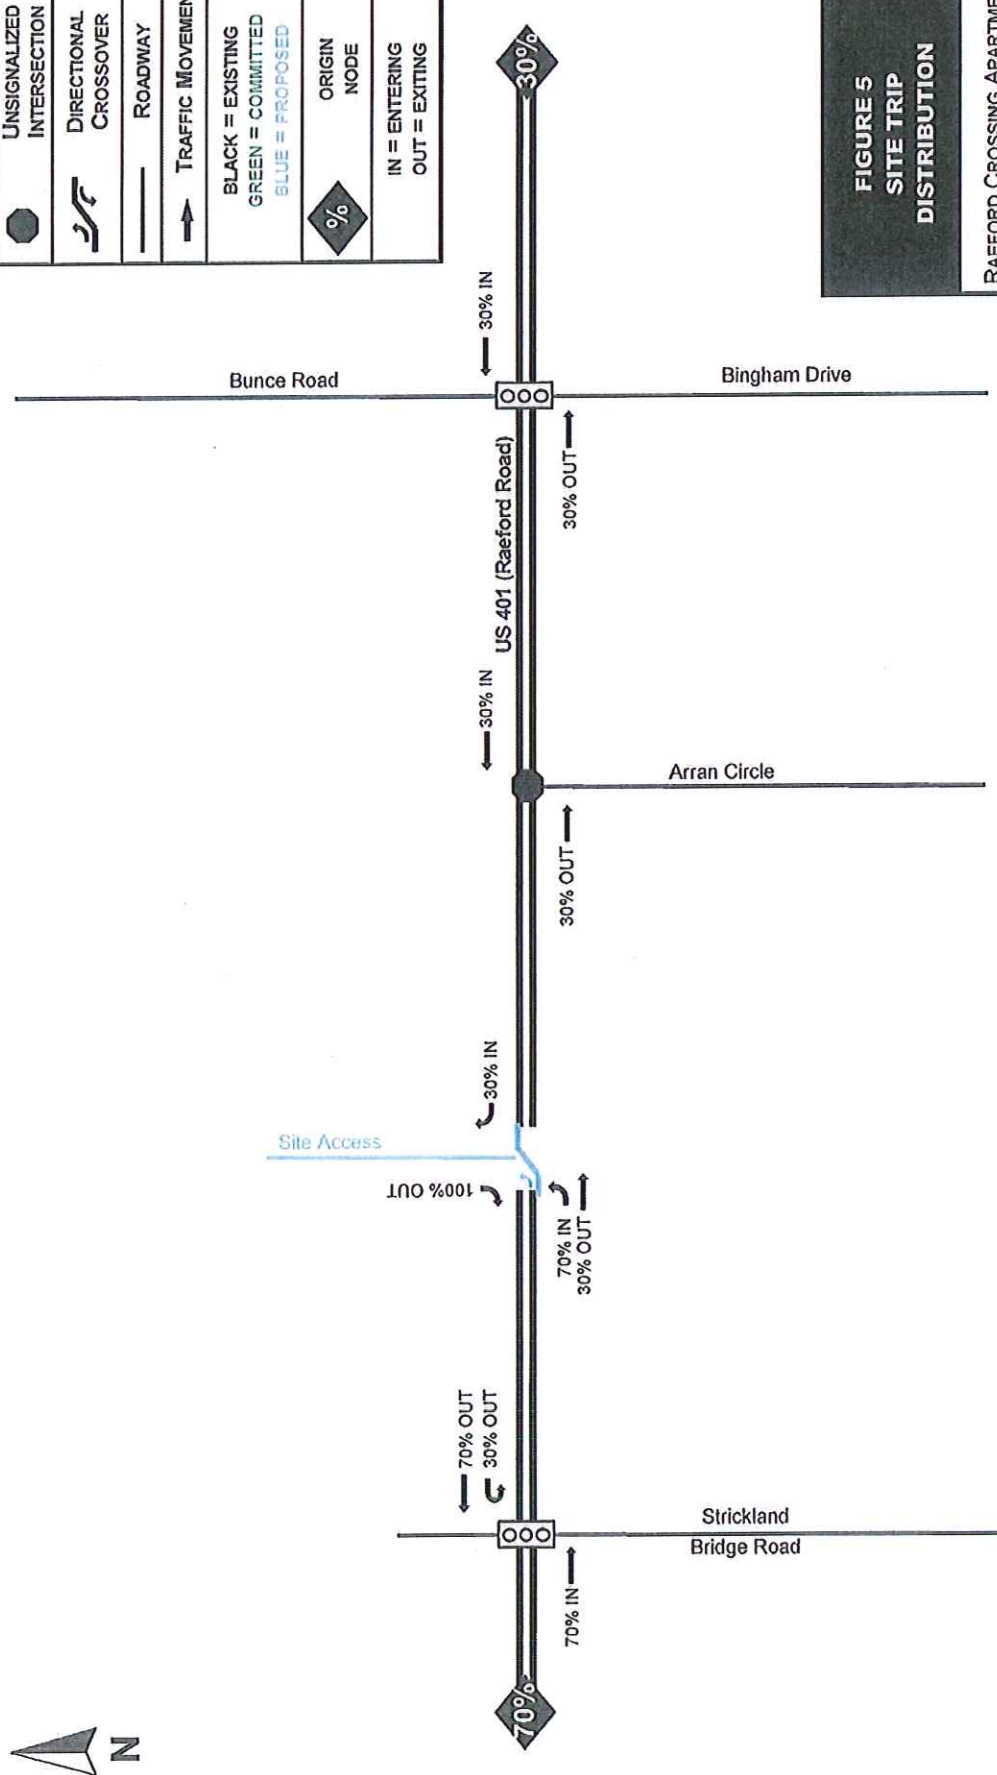 UNSIGNALIZED
INTERSECTION
DIRECTIONAL
CROSSOVER
ROADWAY
BLACK = EXISTING
GREEN = COMMITTED
BLUE = PROPOSED
%
ORIGIN
NODE
IN = ENTERING
OUT = EXITING
30%
30% IN
Bunce Road
Bingham Drive
30% OUT
US 401 (Raeford Road)
30% IN
Arran Circle
30% OUT
30% IN
Site Access
100% OUT
70% IN
30% OUT
70% OUT
30% OUT
Strickland
Bridge Road
70% IN
70%
N
FIGURE 5
SITE TRIP
DISTRIBUTION
TRAFFIC
CROSSING